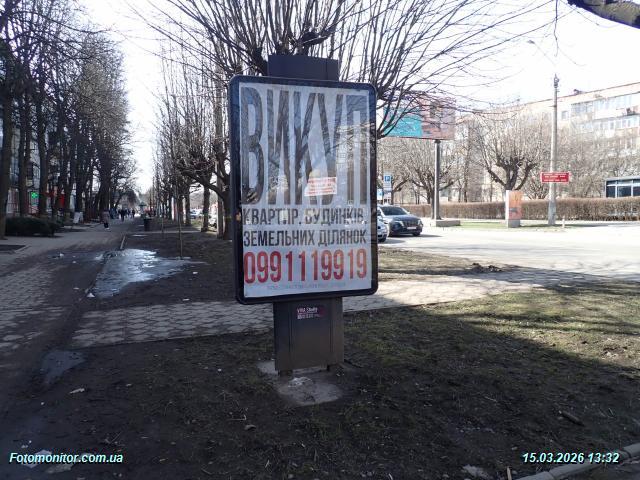 ВИКУП
КВАРТИР, БУДИНКІВ,
ЗЕМЕЛЬНИХ ДІЛЯНОК
0991119919
Fotomonitor.com.ua
15.03.2026 13:32